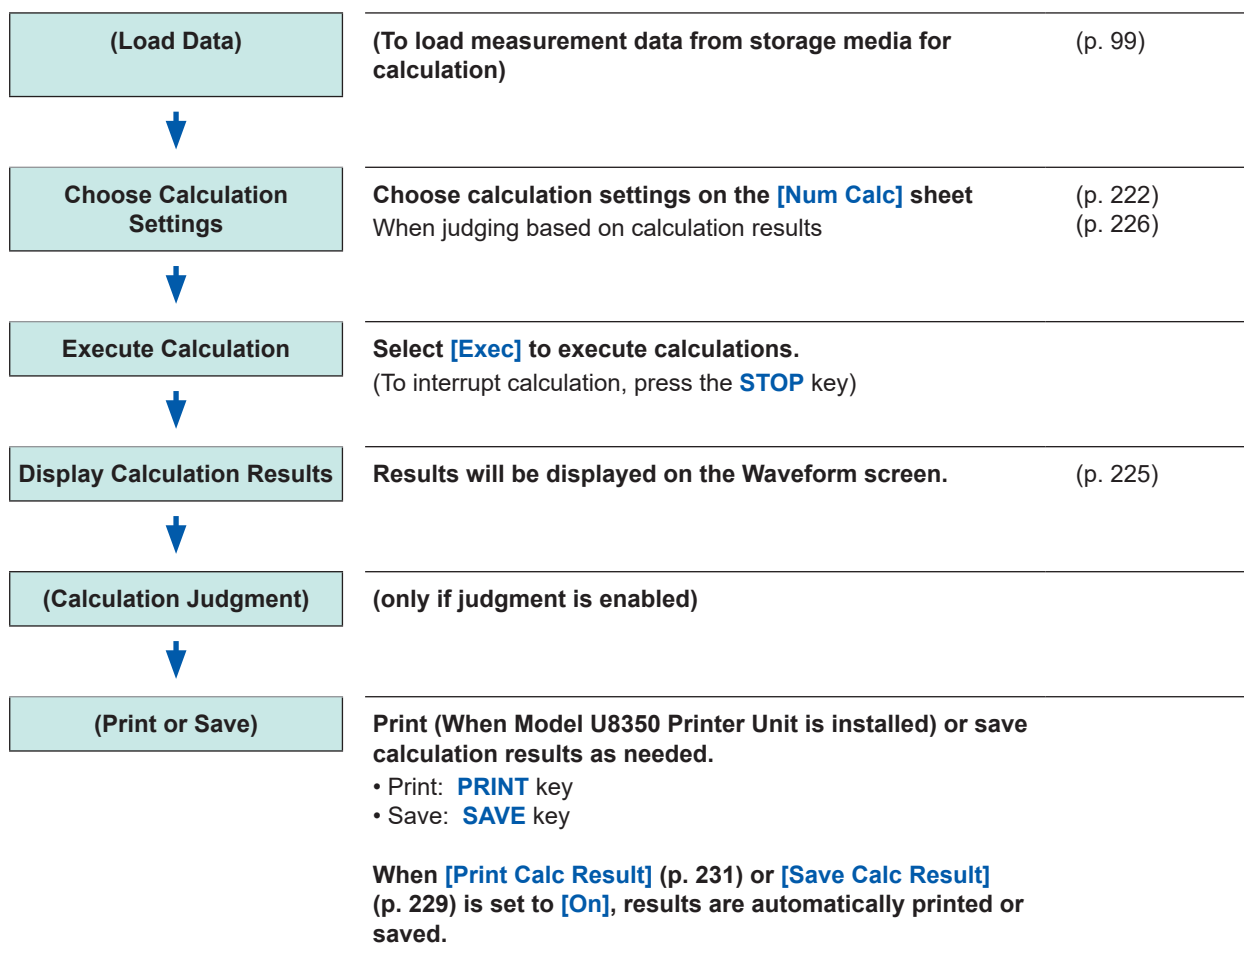 (Load Data)
(To load measurement data from storage media for
calculation)
(p. 99)
Choose Calculation
Settings
Choose calculation settings on the [Num Calc] sheet
When judging based on calculation results
(p. 222)
(p. 226)
Execute Calculation
Select [Exec] to execute calculations.
(To interrupt calculation, press the STOP key)
Display Calculation Results
Results will be displayed on the Waveform screen.
(p. 225)
(Calculation Judgment)
(only if judgment is enabled)
(Print or Save)
Print (When Model U8350 Printer Unit is installed) or save
calculation results as needed.
• Print: PRINT key
• Save: SAVE key
When [Print Calc Result] (p. 231) or [Save Calc Result]
(p. 229) is set to [On], results are automatically printed or
saved.